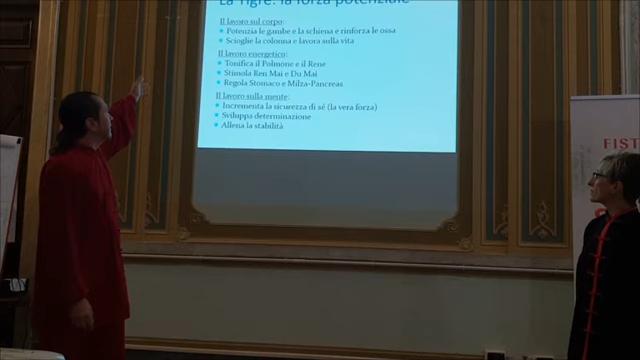 La Tigre: la forza potenziale
Il lavoro sul corpo:
Potenzia le gambe e la schiena e rinforza le ossa
Scioglie la colonna e lavora sulla vita
Il lavoro energetico:
Tonifica il Polmone e il Rene
Stimola Ren Mai e Du Mai
Regola Stomaco e Milza-Pancreas
Il lavoro sulla mente:
Incrementa la sicurezza di sé (la vera forza)
Sviluppa determinazione
Allena la stabilità
FIST